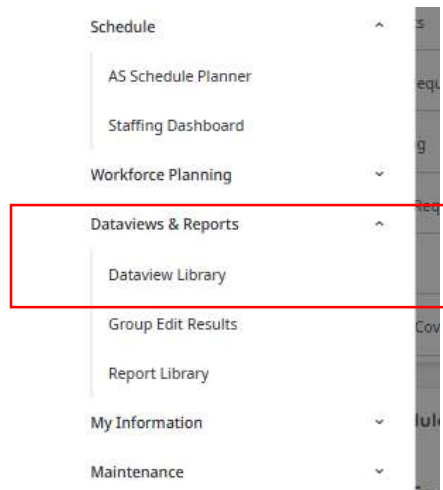 Schedule
AS Schedule Planner
Staffing Dashboard
Workforce Planning
Dataviews & Reports
Dataview Library
Group Edit Results
Report Library
My Information
Maintenance